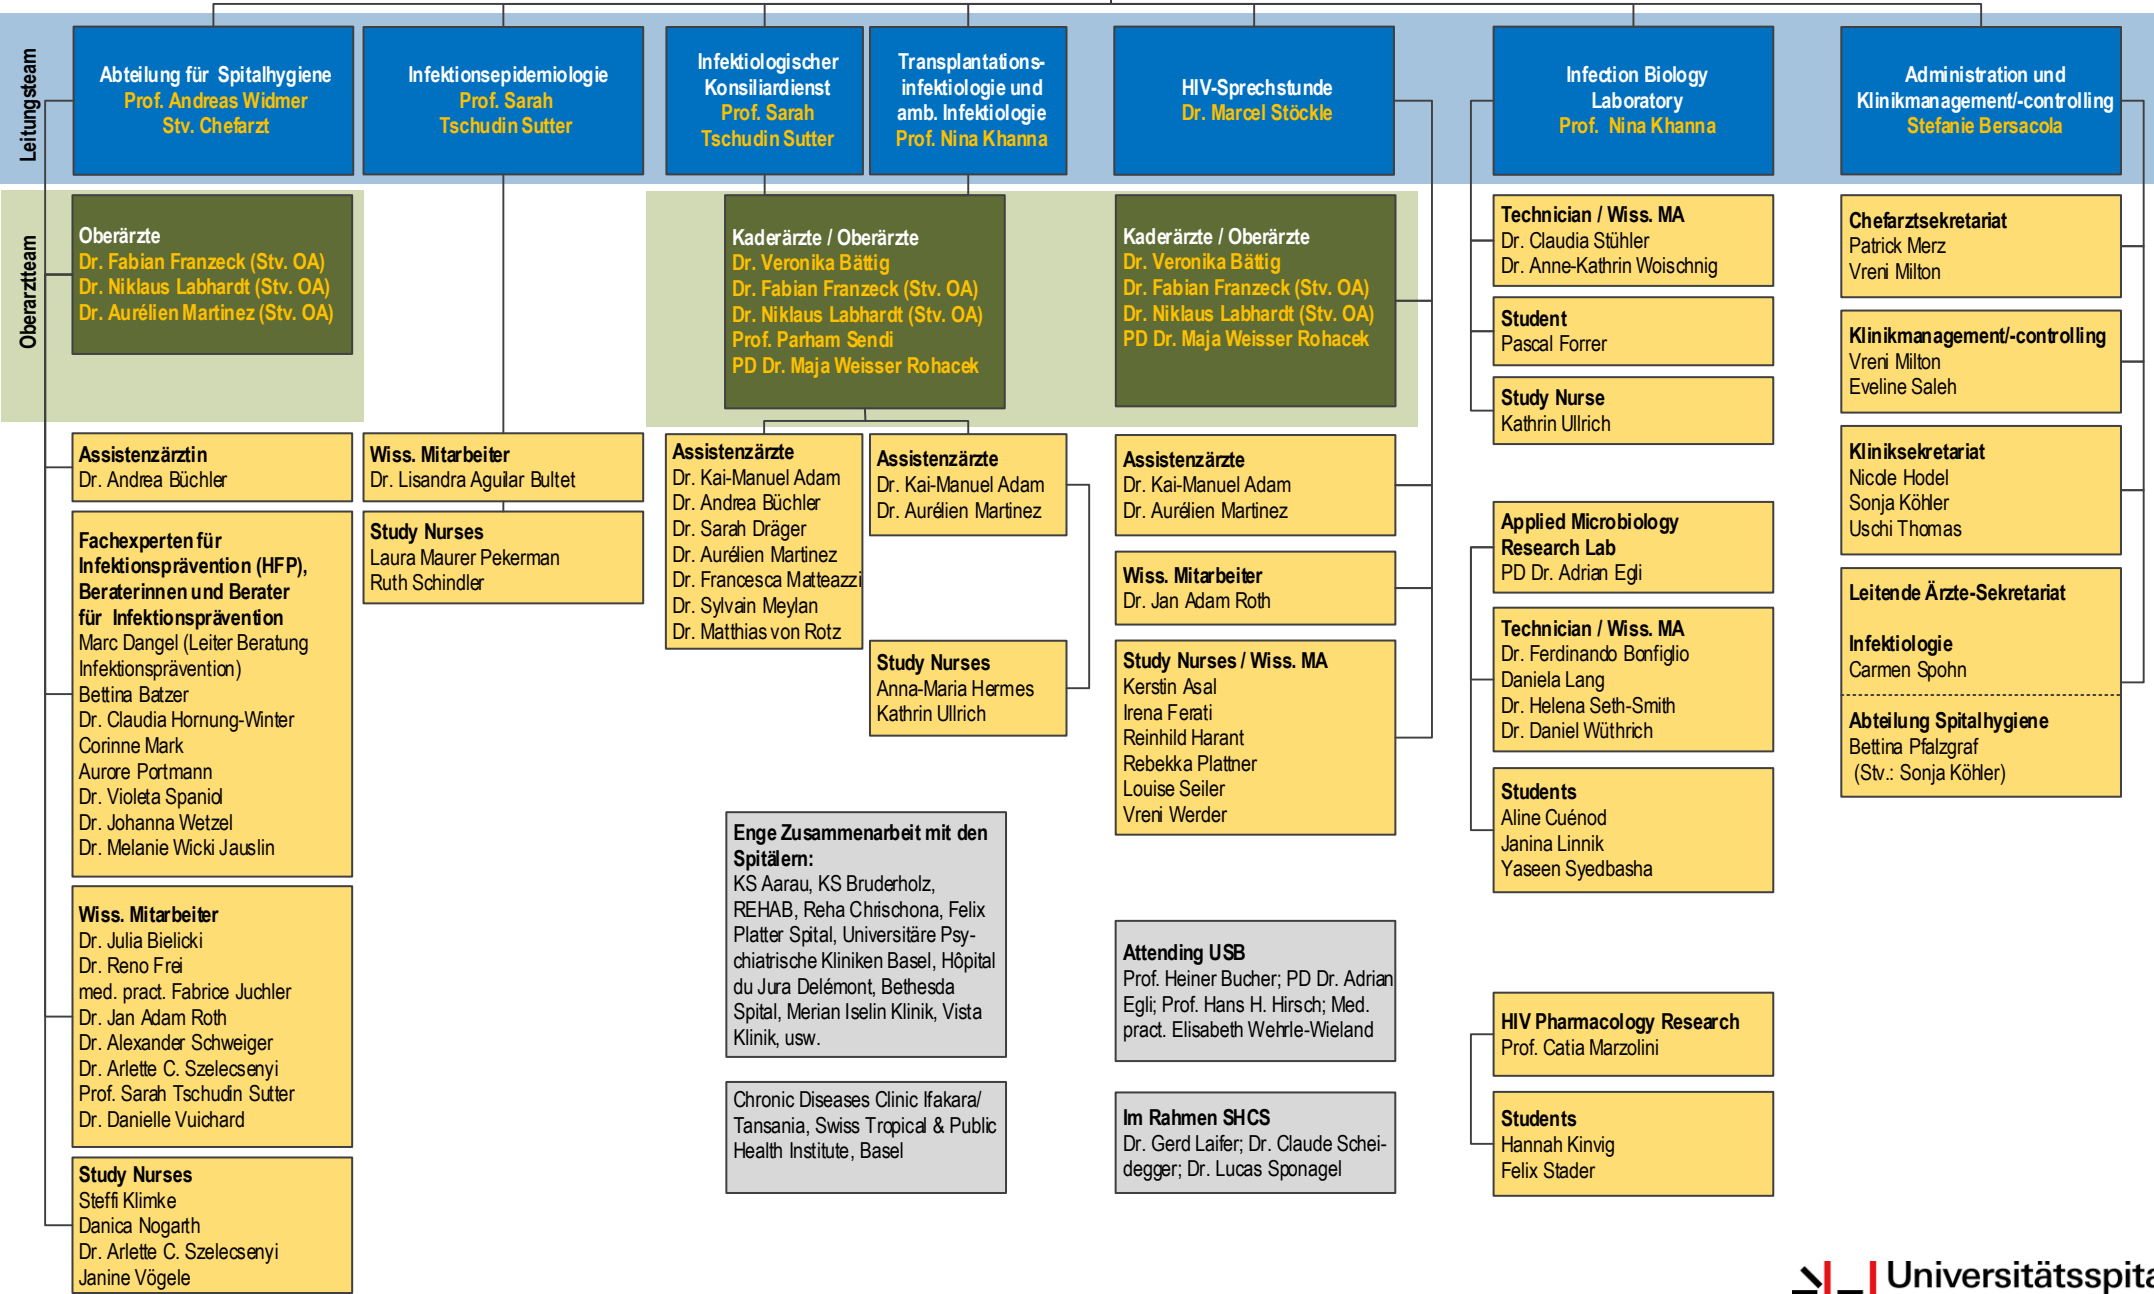 Leitungsteam
Abteilung für Spitalhygiene
Prof. Andreas Widmer
Stv. Chefarzt
Infektionsepidemiologie
Prof. Sarah
Tschudin Sutter
Infektiologischer
Konsiliardienst
Prof. Sarah
Tschudin Sutter
Transplantations-
infektiologie und
amb. Infektiologie
Prof. Nina Khanna
HIV-Sprechstunde
Dr. Marcel Stöckle
Infection Biology
Laboratory
Prof. Nina Khanna
Administration und
Klinikmanagement/-controlling
Stefanie Bersacola
Oberarztteam
Oberärzte
Dr. Fabian Franzeck (Stv. OA)
Dr. Niklaus Labhardt (Stv. OA)
Dr. Aurélien Martinez (Stv. OA)
Kaderärzte / Oberärzte
Dr. Veronika Bättig
Dr. Fabian Franzeck (Stv. OA)
Dr. Niklaus Labhardt (Stv. OA)
Prof. Parham Sendi
PD Dr. Maja Weisser Rohacek
Kaderärzte / Oberärzte
Dr. Veronika Bättig
Dr. Fabian Franzeck (Stv. OA)
Dr. Niklaus Labhardt (Stv. OA)
PD Dr. Maja Weisser Rohacek
Assistenzärztin
Dr. Andrea Büchler
Fachexperten für
Infektionsprävention (HFP),
Beraterinnen und Berater
für Infektionsprävention
Marc Dangel (Leiter Beratung
Infektionsprävention)
Bettina Batzer
Dr. Claudia Hornung-Winter
Corinne Mark
Aurore Portmann
Dr. Violeta Spaniol
Dr. Johanna Wetzel
Dr. Melanie Wicki Jauslin
Wiss. Mitarbeiter
Dr. Julia Bielicki
Dr. Reno Frei
med. pract. Fabrice Juchler
Dr. Jan Adam Roth
Dr. Alexander Schweiger
Dr. Arlette C. Szelecsenyi
Prof. Sarah Tschudin Sutter
Dr. Danielle Vuichard
Study Nurses
Steffi Klimke
Danica Nogarth
Dr. Arlette C. Szelecsenyi
Janine Vögele
Wiss. Mitarbeiter
Dr. Lisandra Aguilar Bultet
Study Nurses
Laura Maurer Pekerman
Ruth Schindler
Assistenzärzte
Dr. Kai-Manuel Adam
Dr. Andrea Büchler
Dr. Sarah Dräger
Dr. Aurélien Martinez
Dr. Francesca Matteazzi
Dr. Sylvain Meylan
Dr. Matthias von Rotz
Assistenzärzte
Dr. Kai-Manuel Adam
Dr. Aurélien Martinez
Study Nurses
Anna-Maria Hermes
Kathrin Ullrich
Enge Zusammenarbeit mit den
Spitälern:
KS Aarau, KS Bruderholz,
REHAB, Reha Chrischona, Felix
Platter Spital, Universitäre Psy-
chiatrische Kliniken Basel, Hôpital
du Jura Delémont, Bethesda
Spital, Merian Iselin Klinik, Vista
Klinik, usw.
Chronic Diseases Clinic Ifakara/
Tansania, Swiss Tropical & Public
Health Institute, Basel
Assistenzärzte
Dr. Kai-Manuel Adam
Dr. Aurélien Martinez
Wiss. Mitarbeiter
Dr. Jan Adam Roth
Study Nurses / Wiss. MA
Kerstin Asal
Irena Ferati
Reinhild Harant
Rebekka Plattner
Louise Seiler
Vreni Werder
Attending USB
Prof. Heiner Bucher; PD Dr. Adrian
Egli; Prof. Hans H. Hirsch; Med.
pract. Elisabeth Wehrle-Wieland
Im Rahmen SHCS
Dr. Gerd Laifer; Dr. Claude Schei-
degger; Dr. Lucas Sponagel
Technician / Wiss. MA
Dr. Claudia Stühler
Dr. Anne-Kathrin Woischnig
Student
Pascal Forrer
Study Nurse
Kathrin Ullrich
Applied Microbiology
Research Lab
PD Dr. Adrian Egli
Technician / Wiss. MA
Dr. Ferdinando Bonfiglio
Daniela Lang
Dr. Helena Seth-Smith
Dr. Daniel Wüthrich
Students
Aline Cuénod
Janina Linnik
Yaseen Syedbasha
HIV Pharmacology Research
Prof. Catia Marzolini
Students
Hannah Kinvig
Felix Stader
Chefarztsekretariat
Patrick Merz
Vreni Milton
Klinikmanagement/-controlling
Vreni Milton
Eveline Saleh
Kliniksekretariat
Nicole Hodel
Sonja Köhler
Uschi Thomas
Leitende Ärzte-Sekretariat
Infektiologie
Carmen Spohn
Abteilung Spitalhygiene
Bettina Pfalzgraf
(Stv.: Sonja Köhler)
Universitätsspita